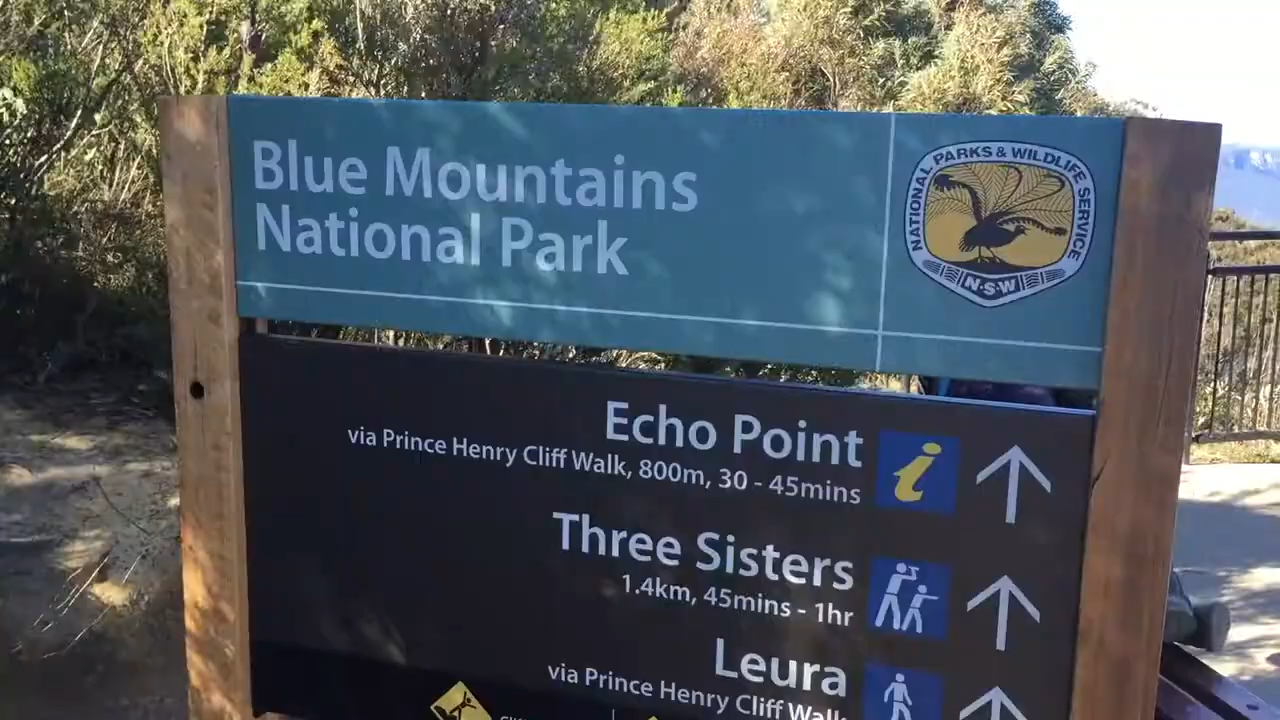 Blue Mountains
National Park
NATIONAL PARKS & WILDLIFE SERVICE
N·S·W
Echo Point
via Prince Henry Cliff Walk, 800m, 30 - 45mins
Three Sisters
1.4km, 45mins - 1hr
Leura
via Prince Henry Cliff Walk